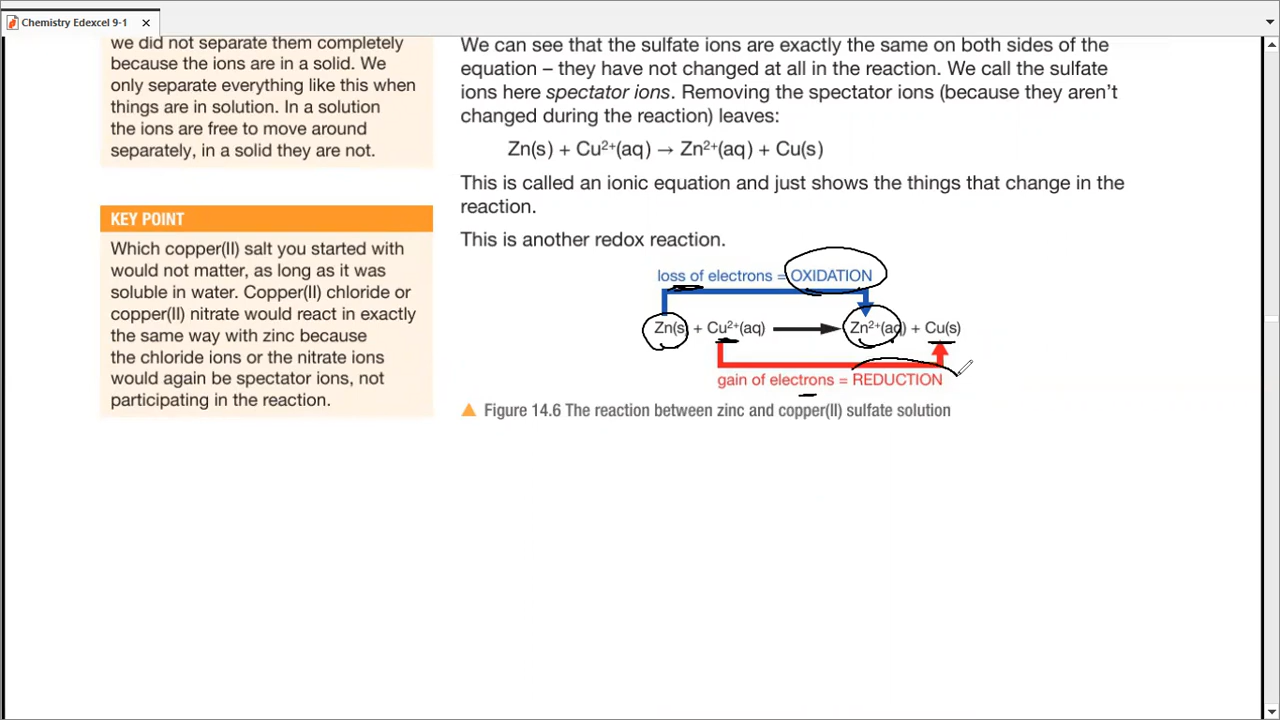 Chemistry Edexcel 9-1
we did not separate them completely
because the ions are in a solid. We
only separate everything like this when
things are in solution. In a solution
the ions are free to move around
separately, in a solid they are not.
KEY POINT
Which copper(II) salt you started with
would not matter, as long as it was
soluble in water. Copper(II) chloride or
copper(II) nitrate would react in exactly
the same way with zinc because
the chloride ions or the nitrate ions
would again be spectator ions, not
participating in the reaction.
We can see that the sulfate ions are exactly the same on both sides of the
equation – they have not changed at all in the reaction. We call the sulfate
ions here spectator ions. Removing the spectator ions (because they aren't
changed during the reaction) leaves:
Zn(s) + Cu²⁺(aq) → Zn²⁺(aq) + Cu(s)
This is called an ionic equation and just shows the things that change in the
reaction.
This is another redox reaction.
loss of electrons = OXIDATION
Zn(s) + Cu²⁺(aq) → Zn²⁺(aq) + Cu(s)
gain of electrons = REDUCTION
Figure 14.6 The reaction between zinc and copper(II) sulfate solution